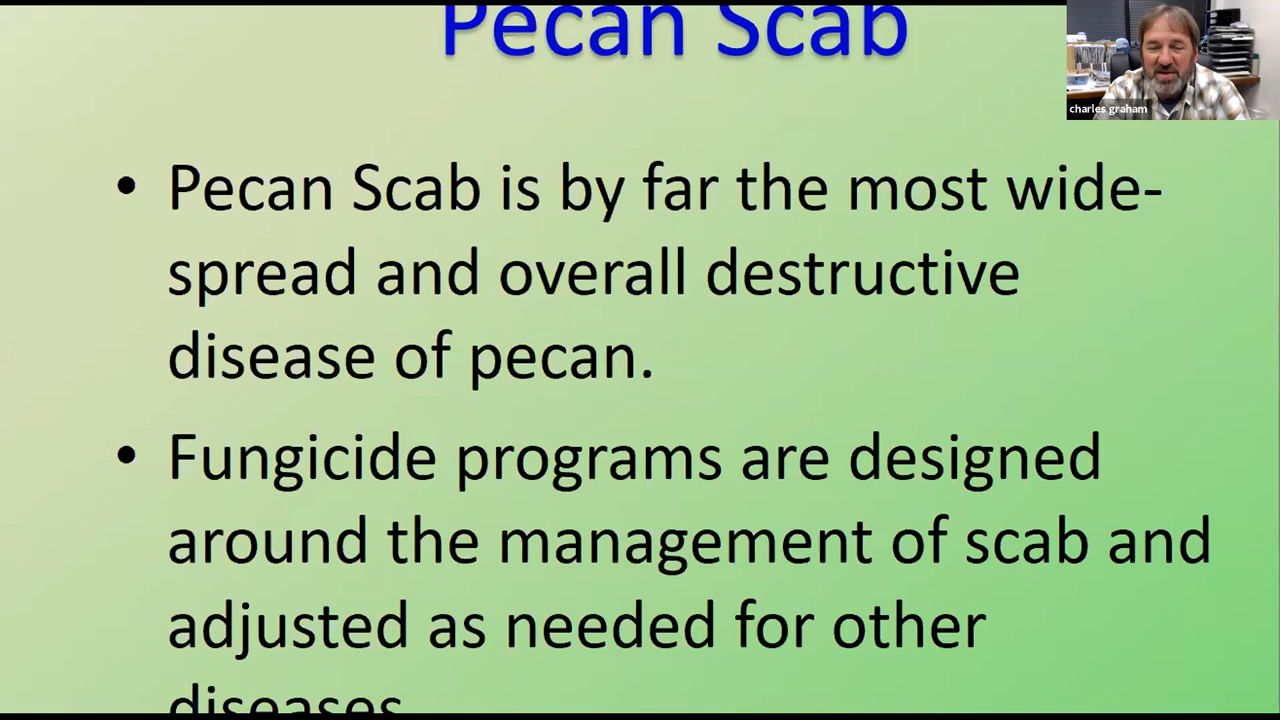 Pecan Scab
charles graham
• Pecan Scab is by far the most wide-
spread and overall destructive
disease of pecan.
• Fungicide programs are designed
around the management of scab and
adjusted as needed for other
diseases.